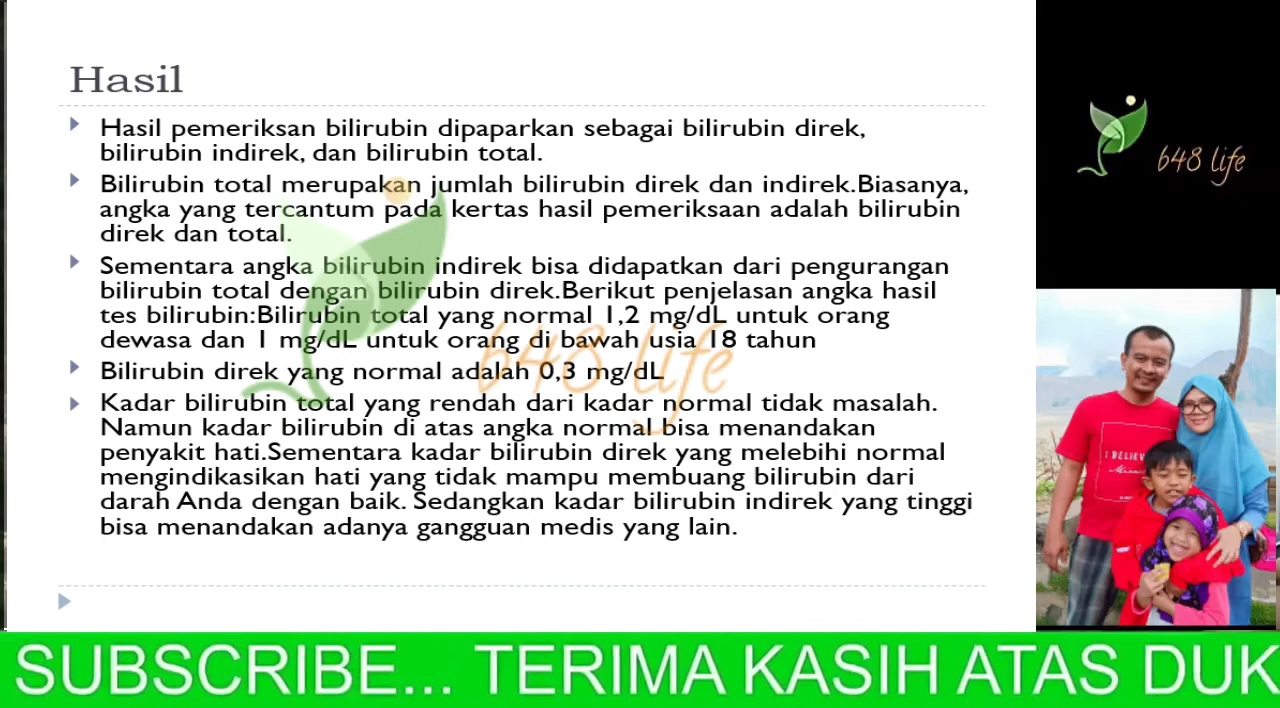 Hasil
Hasil pemeriksan bilirubin dipaparkan sebagai bilirubin direk,
bilirubin indirek, dan bilirubin total.
Bilirubin total merupakan jumlah bilirubin direk dan indirek.Biasanya,
angka yang tercantum pada kertas hasil pemeriksaan adalah bilirubin
direk dan total.
Sementara angka bilirubin indirek bisa didapatkan dari pengurangan
bilirubin total dengan bilirubin direk.Berikut penjelasan angka hasil
tes bilirubin:Bilirubin total yang normal 1,2 mg/dL untuk orang
dewasa dan 1 mg/dL untuk orang di bawah usia 18 tahun
Bilirubin direk yang normal adalah 0,3 mg/dL
Kadar bilirubin total yang rendah dari kadar normal tidak masalah.
Namun kadar bilirubin di atas angka normal bisa menandakan
penyakit hati.Sementara kadar bilirubin direk yang melebihi normal
mengindikasikan hati yang tidak mampu membuang bilirubin dari
darah Anda dengan baik. Sedangkan kadar bilirubin indirek yang tinggi
bisa menandakan adanya gangguan medis yang lain.
648 life
648 life
I BELIEVE
SUBSCRIBE... TERIMA KASIH ATAS DUK